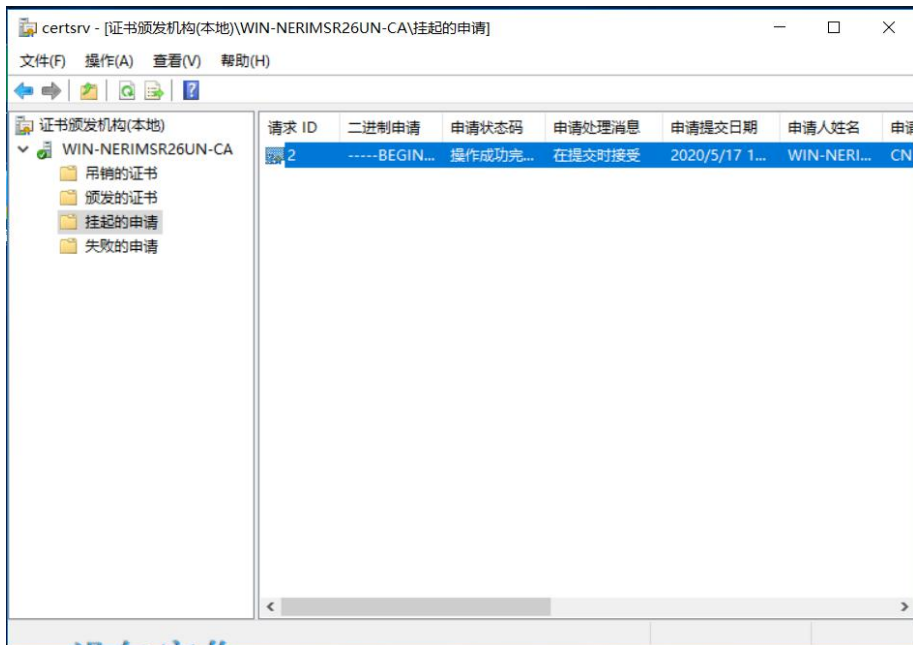 certsrv - [证书颁发机构(本地)\WIN-NERIMSR26UN-CA\挂起的申请]
文件(F) 操作(A) 查看(V) 帮助(H)
证书颁发机构(本地)
WIN-NERIMSR26UN-CA
吊销的证书
颁发的证书
挂起的申请
失败的申请
请求 ID 二进制申请 申请状态码 申请处理消息 申请提交日期 申请人姓名
2 -----BEGIN... 操作成功完... 在提交时接受 2020/5/17 1... WIN-NERI... CN